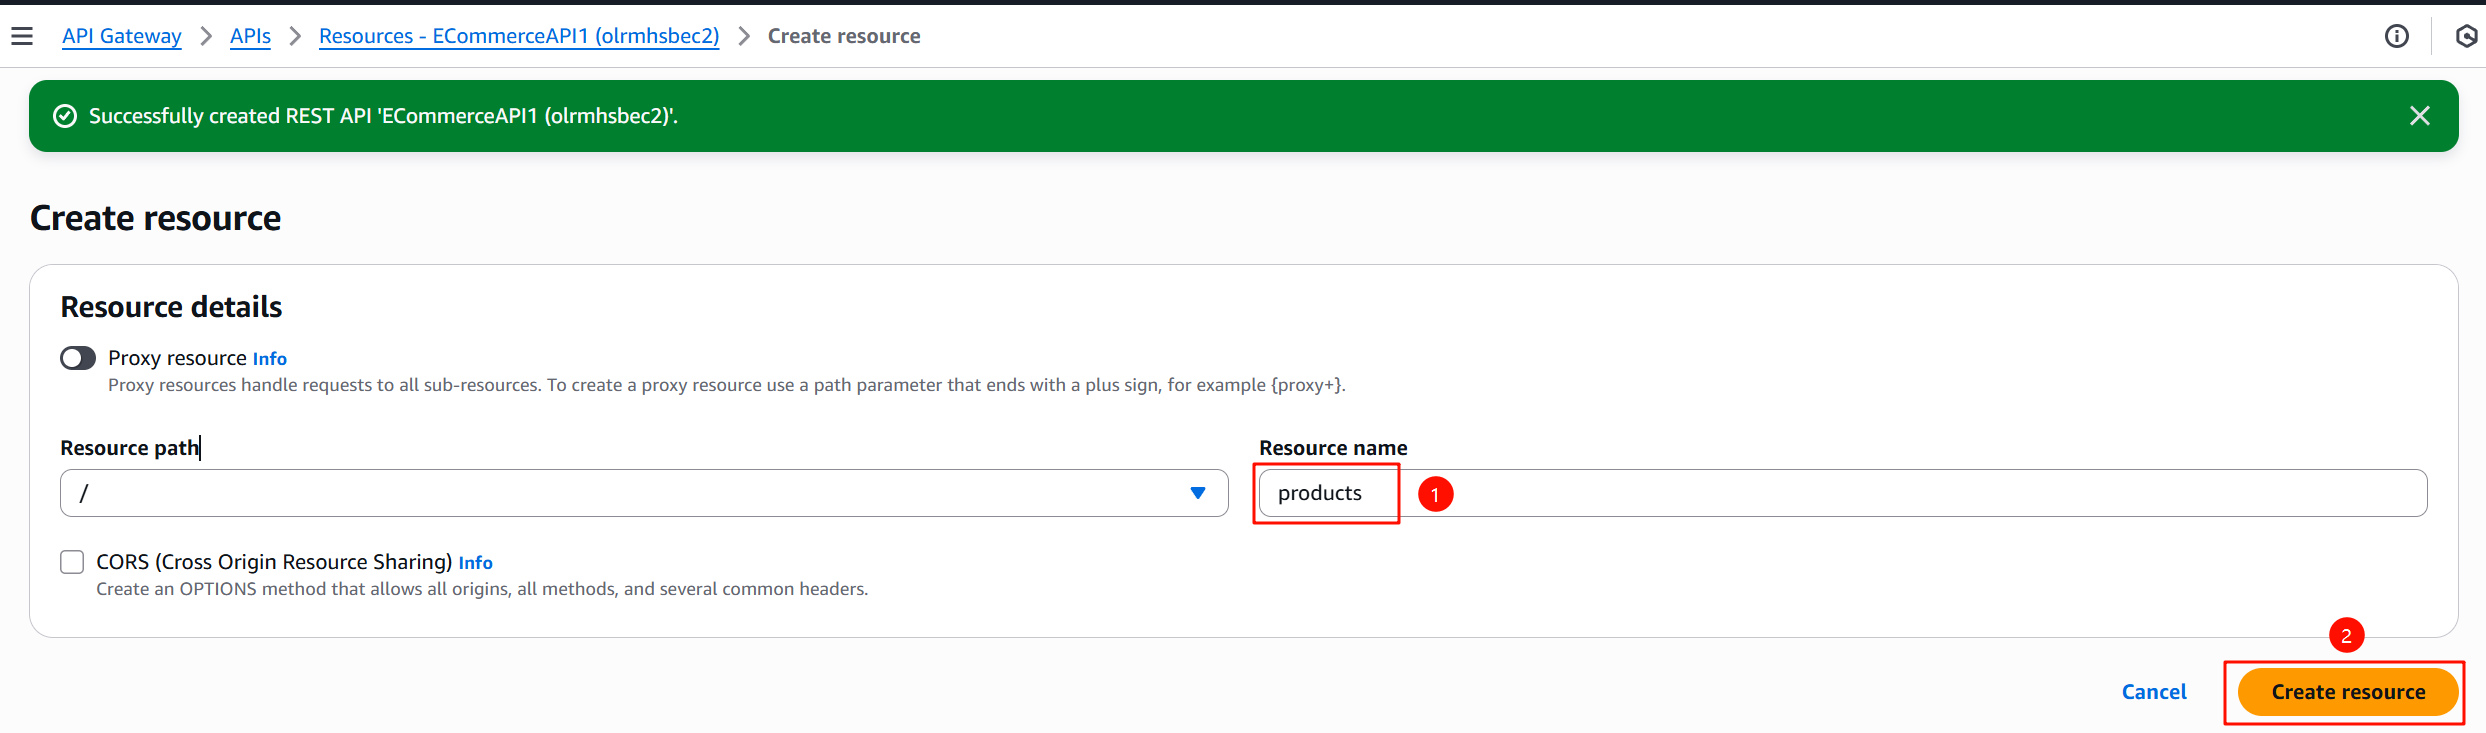 API Gateway > APIs > Resources - ECommerceAPI1 (olrmhsbec2) > Create resource
Successfully created REST API 'ECommerceAPI1 (olrmhsbec2)'.
Create resource
Resource details
Proxy resource Info
Proxy resources handle requests to all sub-resources. To create a proxy resource use a path parameter that ends with a plus sign, for example {proxy+}.
Resource path
/
Resource name
products
1
CORS (Cross Origin Resource Sharing) Info
Create an OPTIONS method that allows all origins, all methods, and several common headers.
2
Cancel
Create resource